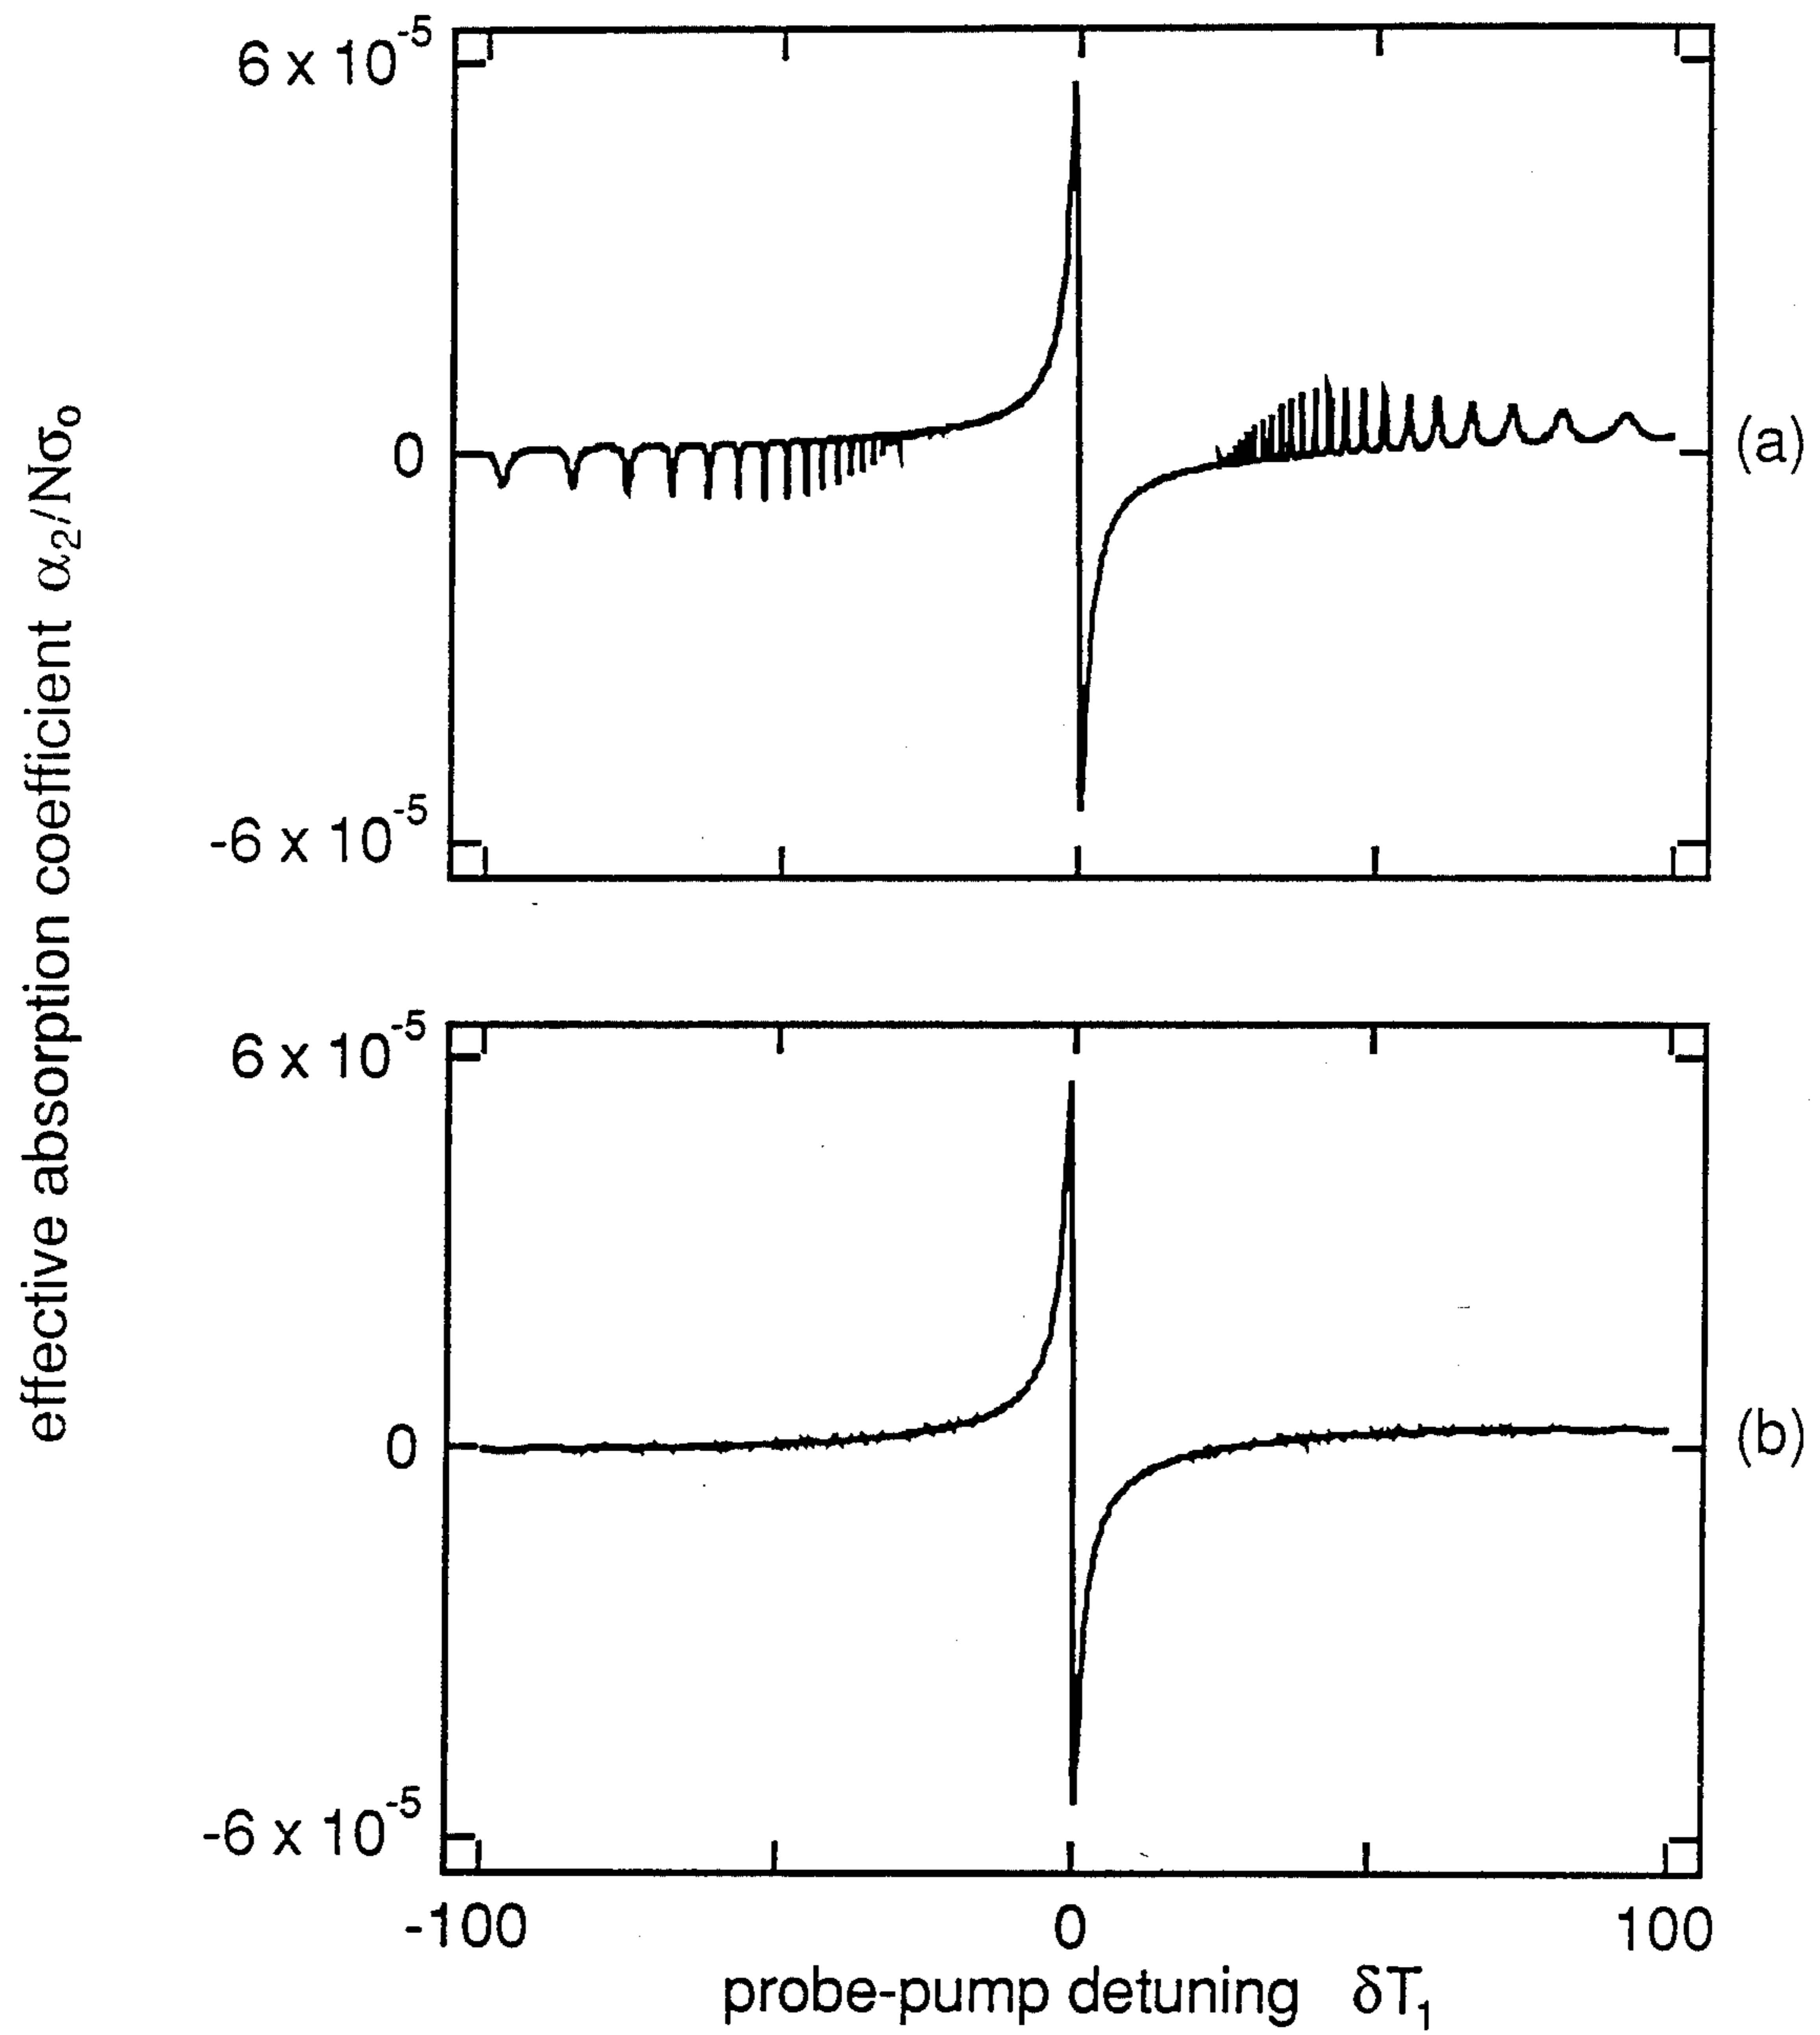 effective absorption coefficient α₂/Nσ₀
6 x 10⁻⁵
0
-6 x 10⁻⁵
(a)
6 x 10⁻⁵
0
-6 x 10⁻⁵
(b)
-100 0 100
probe-pump detuning δT₁